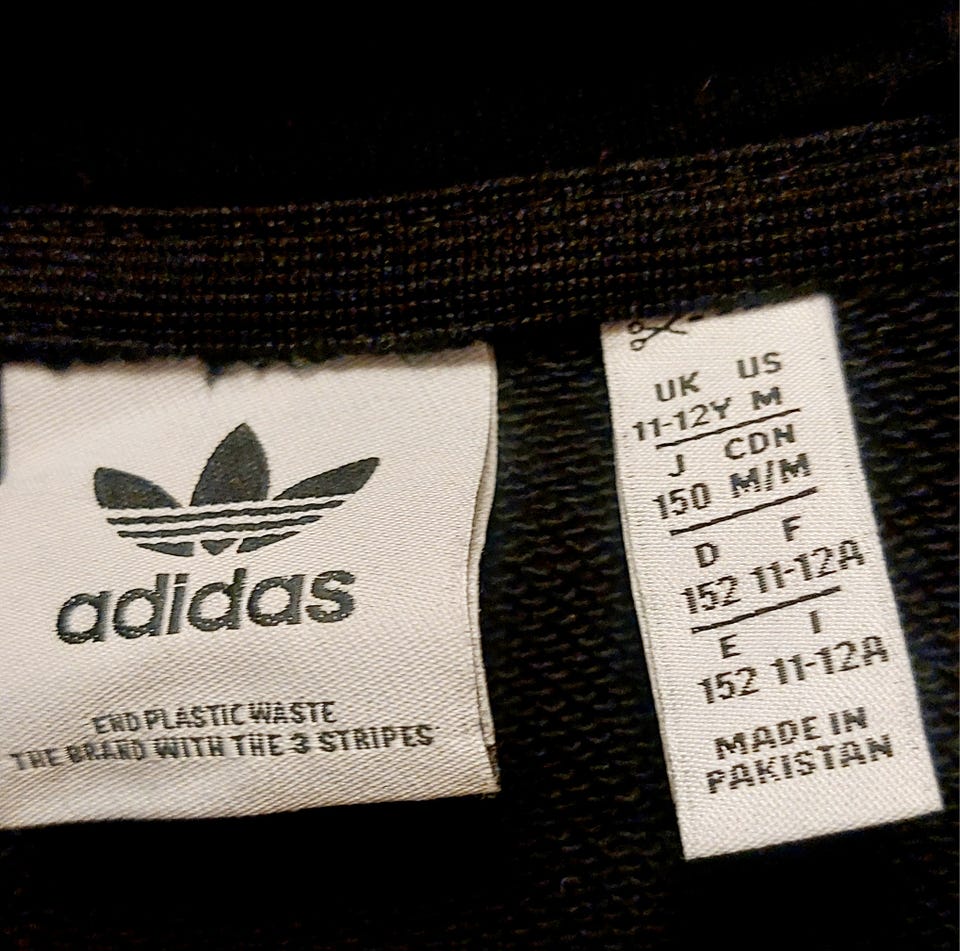 adidas
END PLASTIC WASTE
THE BRAND WITH THE 3 STRIPES
UK US
11-12Y M
J CDN
150 M/M
D F
152 11-12A
E I
152 11-12A
MADE IN
PAKISTAN